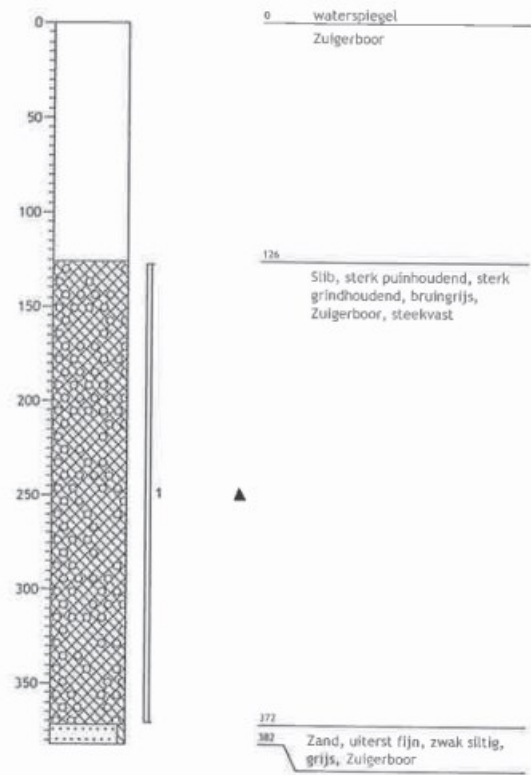 0
50
100
150
200
250
300
350
1
0 waterspiegel
Zuigerboor
126
Slib, sterk puinhoudend, sterk
grindhoudend, bruingrijs,
Zuigerboor, steekvast
372
382
Zand, uiterst fijn, zwak siltig,
grijs, Zuigerboor